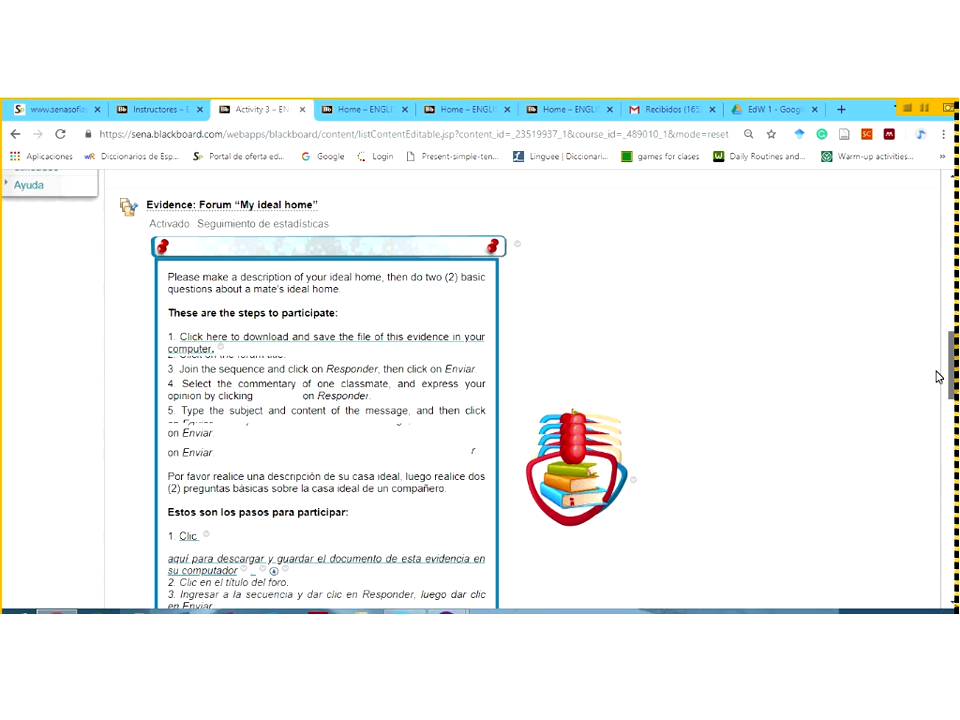 www.senasofia
Instructores – E
Activity 3 – EN
Home – ENGLI
Home – ENGLI
Home – ENGLI
Recibidos (165
EdW 1 - Googl
https://sena.blackboard.com/webapps/blackboard/content/listContentEditable.jsp?content_id=_23519937_1&course_id=_489010_1&mode=reset
Aplicaciones
Diccionarios de Esp...
Portal de oferta ed...
Google
Login
Present-simple-ten...
Linguee | Diccionari...
games for clases
Daily Routines and...
Warm-up activities...
Ayuda
Evidence: Forum “My ideal home”
Activado Seguimiento de estadísticas
Please make a description of your ideal home, then do two (2) basic
questions about a mate's ideal home.
These are the steps to participate:
1. Click here to download and save the file of this evidence in your
computer.
2. Click on the forum title.
3 Join the sequence and click on Responder, then click on Enviar
4 Select the commentary of one classmate, and express your
opinion by clicking on Responder.
5. Type the subject and content of the message, and then click
on Enviar
on Enviar r
Por favor realice una descripción de su casa ideal, luego realice dos
(2) preguntas básicas sobre la casa ideal de un compañero.
Estos son los pasos para participar:
1. Clic
aquí para descargar y guardar el documento de esta evidencia en
su computador
2. Clic en el título del foro.
3. Ingresar a la secuencia y dar clic en Responder, luego dar clic
en Enviar